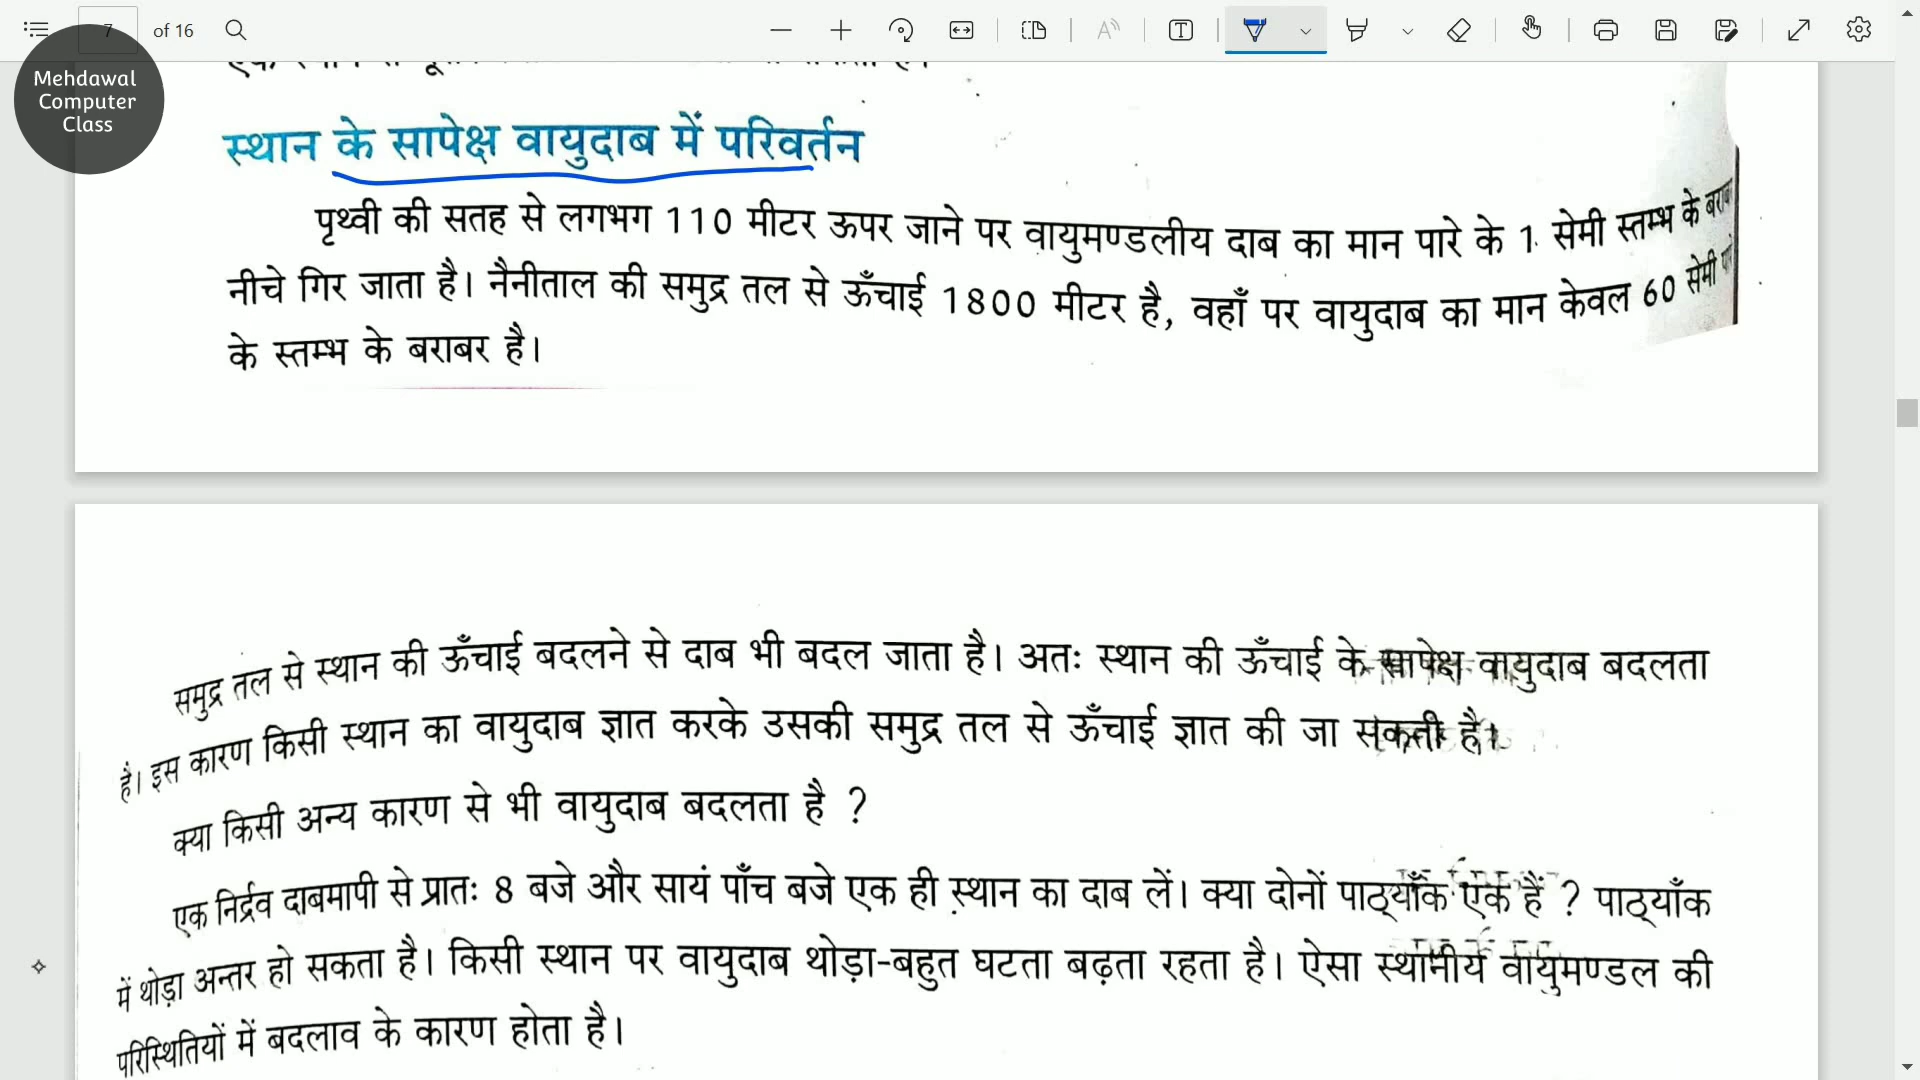 7 of 16
Mehdawal
Computer
Class
स्थान के सापेक्ष वायुदाब में परिवर्तन
पृथ्वी की सतह से लगभग 110 मीटर ऊपर जाने पर वायुमण्डलीय दाब का मान पारे के 1 सेमी स्तम्भ के बराबर
नीचे गिर जाता है। नैनीताल की समुद्र तल से ऊँचाई 1800 मीटर है, वहाँ पर वायुदाब का मान केवल 60 सेमी
के स्तम्भ के बराबर है।
समुद्र तल से स्थान की ऊँचाई बदलने से दाब भी बदल जाता है। अतः स्थान की ऊँचाई के सापेक्ष वायुदाब बदलता
है। इस कारण किसी स्थान का वायुदाब ज्ञात करके उसकी समुद्र तल से ऊँचाई ज्ञात की जा सकती है।
क्या किसी अन्य कारण से भी वायुदाब बदलता है ?
एक निर्द्रव दाबमापी से प्रातः 8 बजे और सायं पाँच बजे एक ही स्थान का दाब लें। क्या दोनों पाठ्याँक एक हैं ? पाठ्याँक
में थोड़ा अन्तर हो सकता है। किसी स्थान पर वायुदाब थोड़ा-बहुत घटता बढ़ता रहता है। ऐसा स्थानीय वायुमण्डल की
परिस्थितियों में बदलाव के कारण होता है।